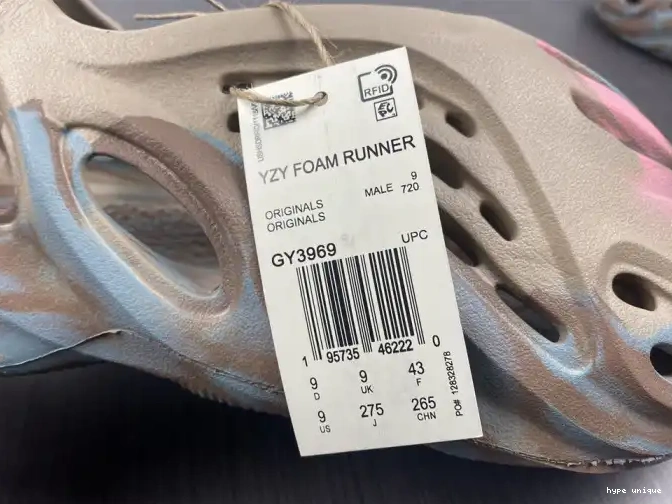 RFID
YZY FOAM RUNNER
MALE 9
720
ORIGINALS
ORIGINALS
GY3969
UPC
1 95735 46222 0
9 9 43
D UK F
9 275 265
US J CHN
PO# 128328278
hype unique